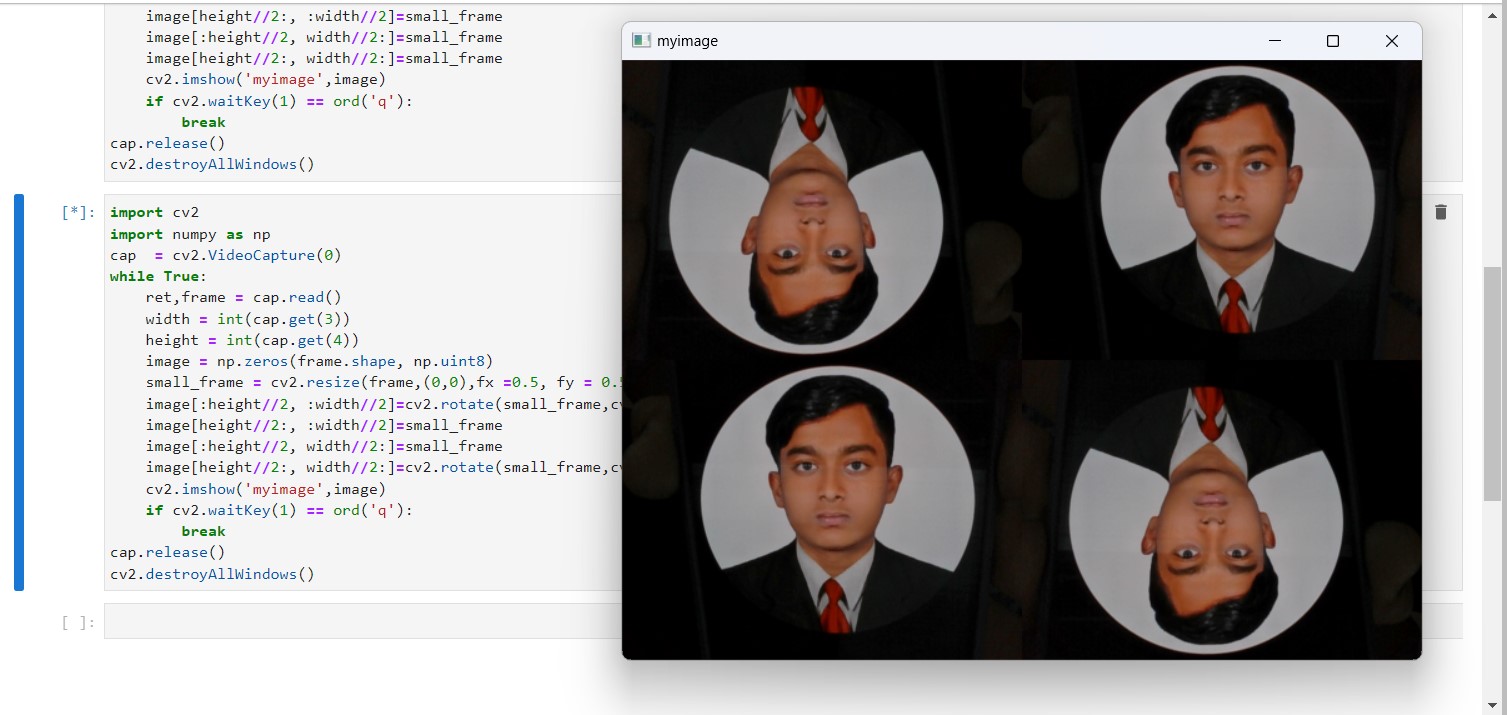 image[height//2:, :width//2]=small_frame
image[:height//2, width//2:]=small_frame
image[height//2:, width//2:]=small_frame
cv2.imshow('myimage',image)
if cv2.waitKey(1) == ord('q'):
break
cap.release()
cv2.destroyAllWindows()
[*]:
import cv2
import numpy as np
cap  = cv2.VideoCapture(0)
while True:
ret,frame = cap.read()
width = int(cap.get(3))
height = int(cap.get(4))
image = np.zeros(frame.shape, np.uint8)
small_frame = cv2.resize(frame,(0,0),fx =0.5, fy = 0.5
image[:height//2, :width//2]=cv2.rotate(small_frame,cv
image[height//2:, :width//2]=small_frame
image[:height//2, width//2:]=small_frame
image[height//2:, width//2:]=cv2.rotate(small_frame,cv
cv2.imshow('myimage',image)
if cv2.waitKey(1) == ord('q'):
break
cap.release()
cv2.destroyAllWindows()
[ ]:
myimage